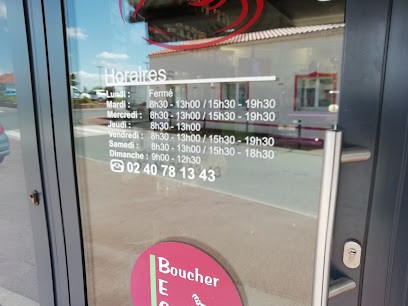 Horaires
Lundi : Fermé
Mardi : 8h30 - 13h00 / 15h30 - 19h30
Mercredi : 8h30 - 13h00 / 15h30 - 19h30
Jeudi : 8h30 - 13h00
Vendredi : 8h30 - 13h00 / 15h30 - 19h30
Samedi : 8h30 - 13h00 / 15h30 - 18h30
Dimanche : 9h00 - 12h30
☎ 02 40 78 13 43
Boucher
E